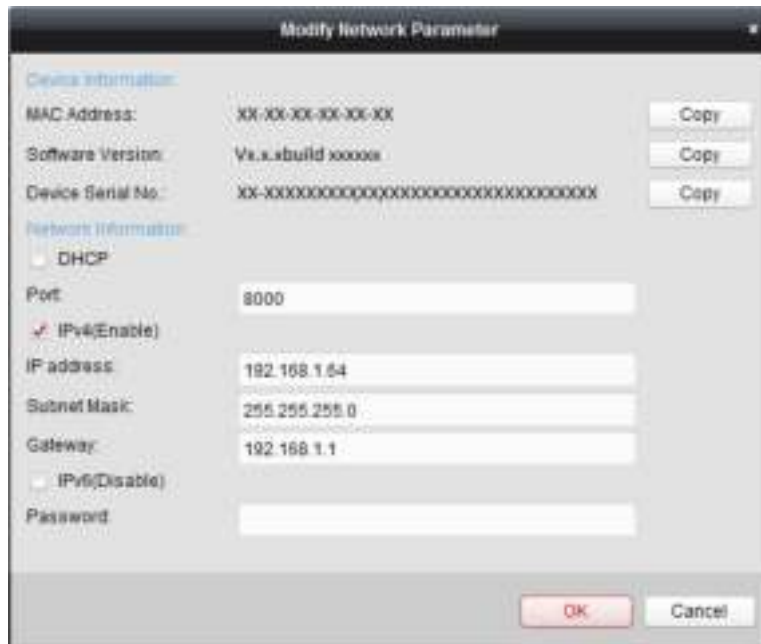 Modify Network Parameter
Device Information:
MAC Address: XX-XX-XX-XX-XX-XX Copy
Software Version: Vx.x.xbuild xxxxxx Copy
Device Serial No.: Copy
Network Information:
DHCP
Port: 8000
IPv4(Enable)
IP address: 192.168.1.64
Subnet Mask: 255.255.255.0
Gateway: 192.168.1.1
IPv6(Disable)
Password:
OK Cancel